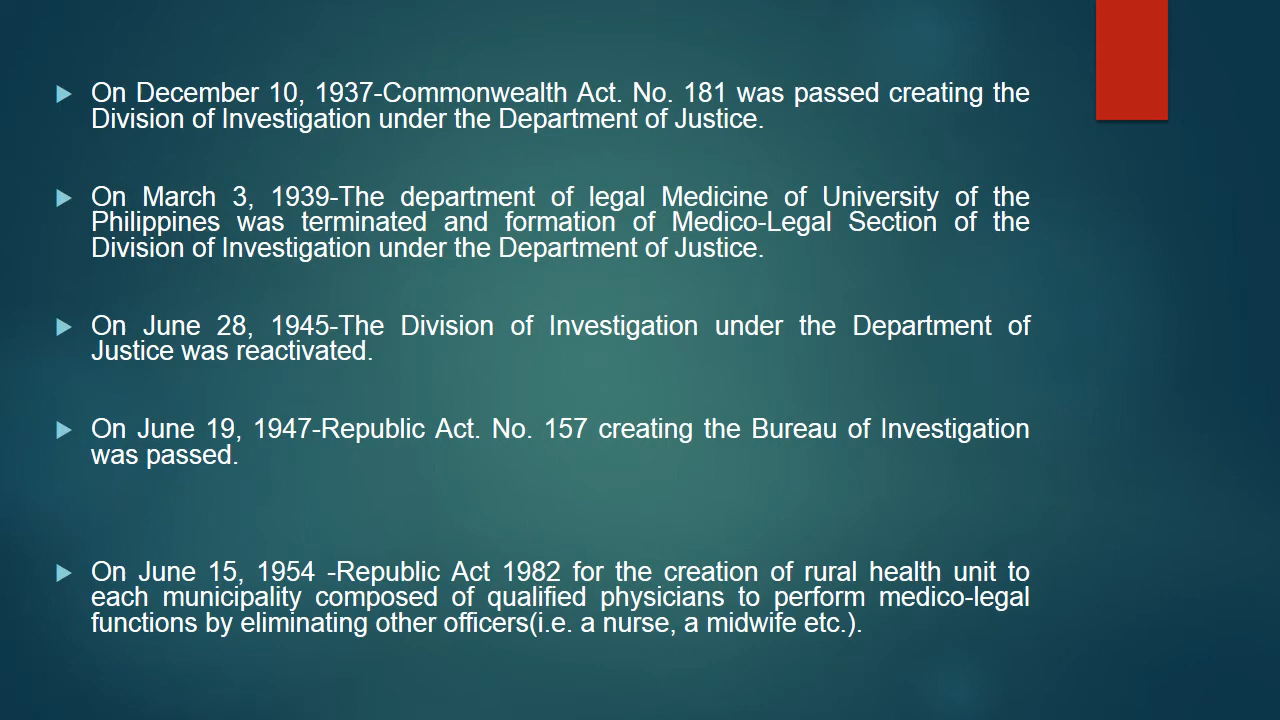 On December 10, 1937-Commonwealth Act. No. 181 was passed creating the
Division of Investigation under the Department of Justice.
On March 3, 1939-The department of legal Medicine of University of the
Philippines was terminated and formation of Medico-Legal Section of the
Division of Investigation under the Department of Justice.
On June 28, 1945-The Division of Investigation under the Department of
Justice was reactivated.
On June 19, 1947-Republic Act. No. 157 creating the Bureau of Investigation
was passed.
On June 15, 1954 -Republic Act 1982 for the creation of rural health unit to
each municipality composed of qualified physicians to perform medico-legal
functions by eliminating other officers(i.e. a nurse, a midwife etc.).